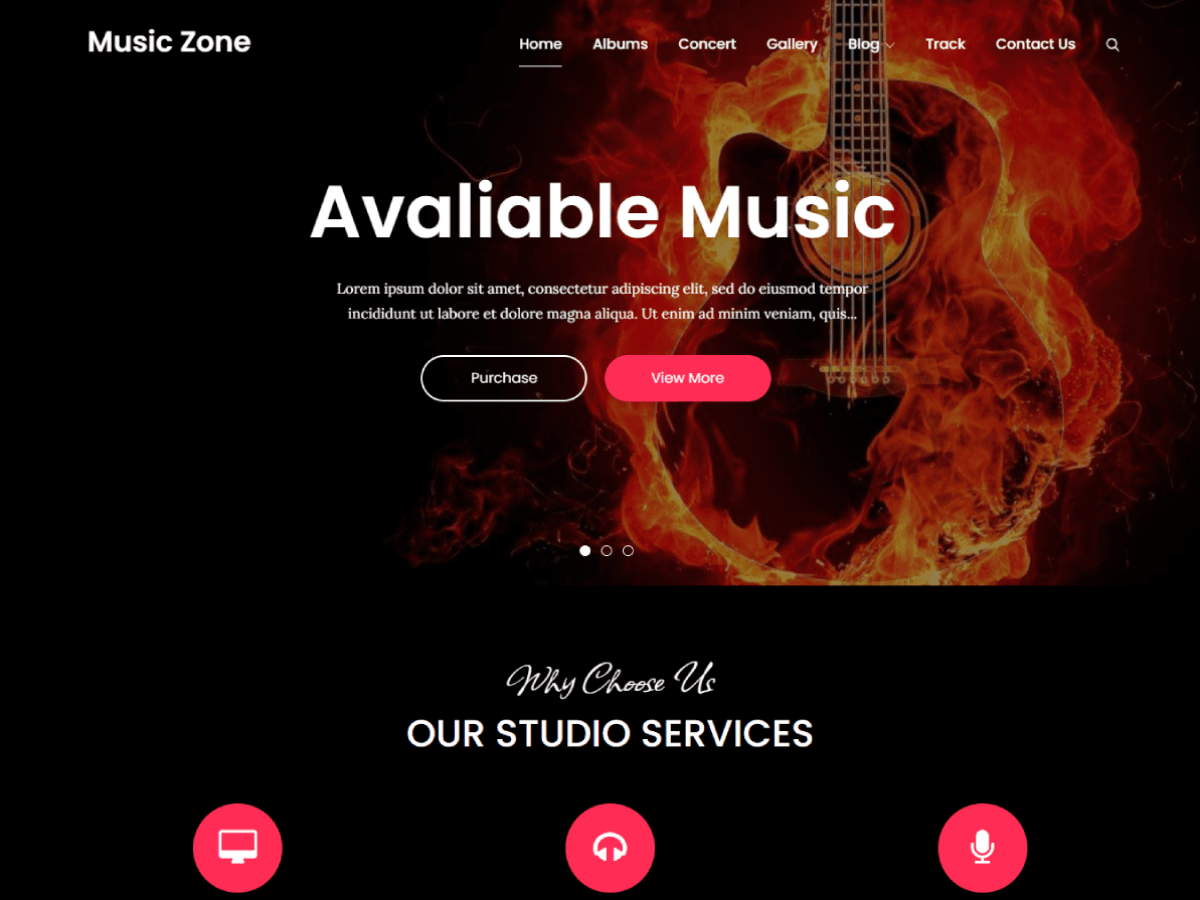 Music Zone
Home Albums Concert Gallery Blog Track Contact Us
Avaliable Music
Lorem ipsum dolor sit amet, consectetur adipiscing elit, sed do eiusmod tempor
incididunt ut labore et dolore magna aliqua. Ut enim ad minim veniam, quis...
Purchase View More
Why Choose Us
OUR STUDIO SERVICES